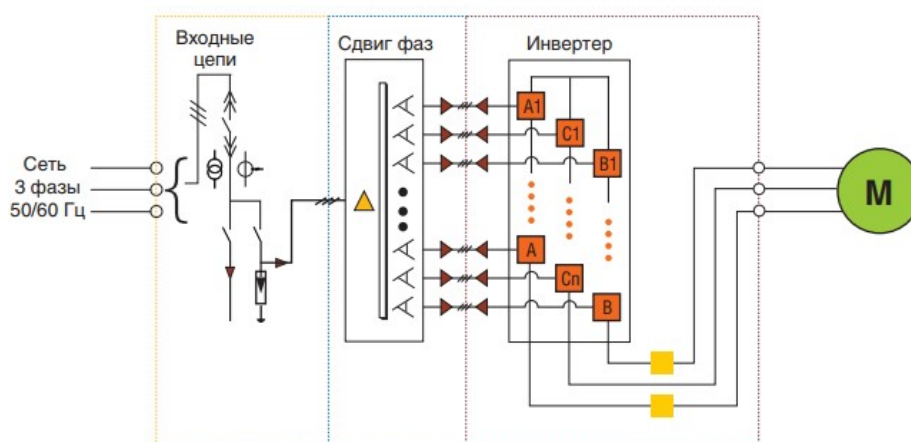 Входные
цепи
Сдвиг фаз
Инвертер
Сеть
3 фазы
50/60 Гц
A1
C1
B1
A
Cn
B
M